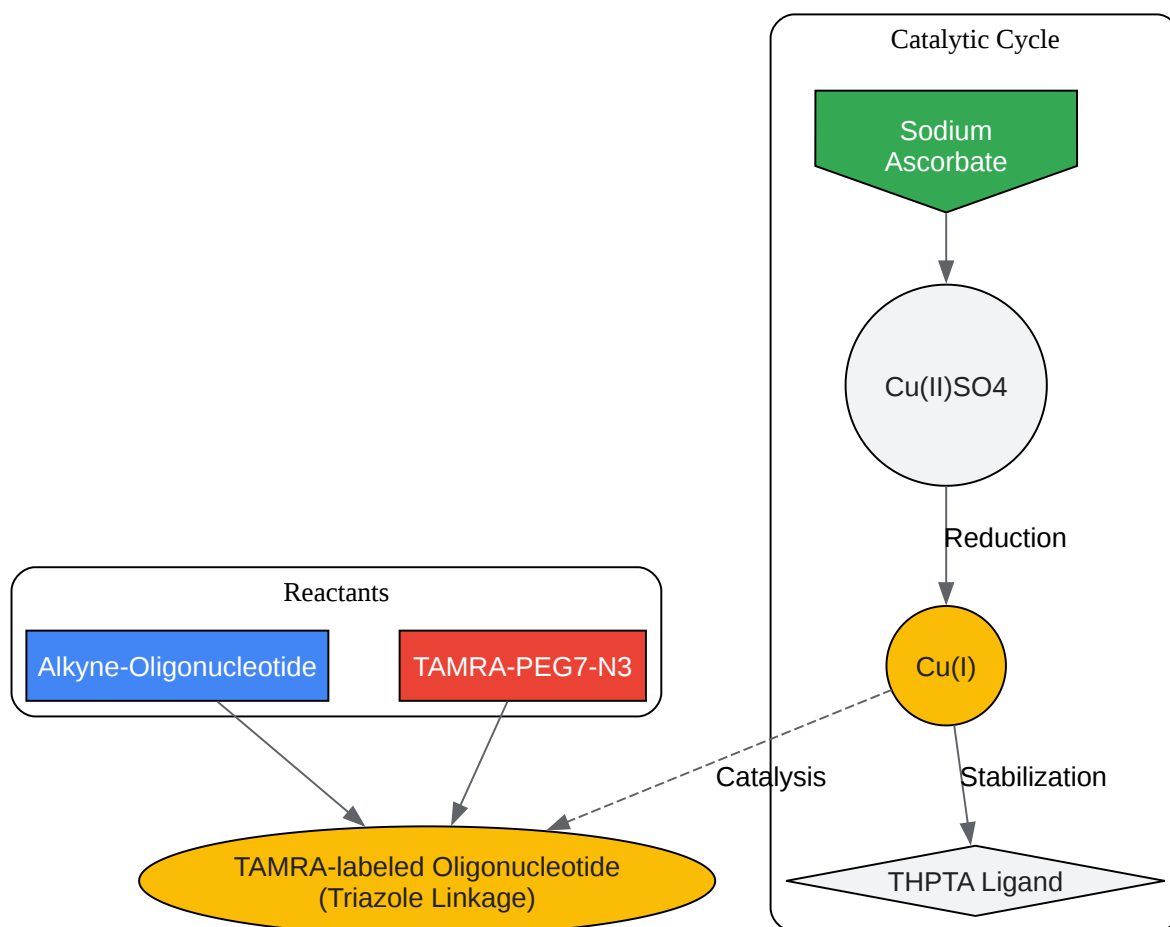 Catalytic Cycle
Sodium
Ascorbate
Cu(II)SO4
Reduction
Reactants
Alkyne-Oligonucleotide
TAMRA-PEG7-N3
Cu(I)
Catalysis
Stabilization
TAMRA-labeled Oligonucleotide
(Triazole Linkage)
THPTA Ligand